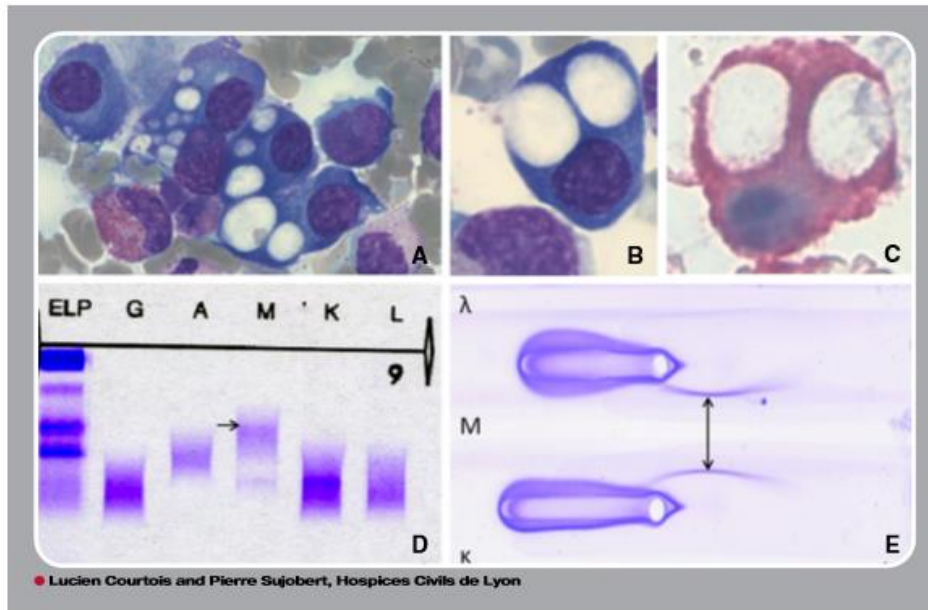 A
B
C
ELP G A M K L
9
D
λ
M
κ
E
Lucien Courtois and Pierre Sujobert, Hospices Civils de Lyon